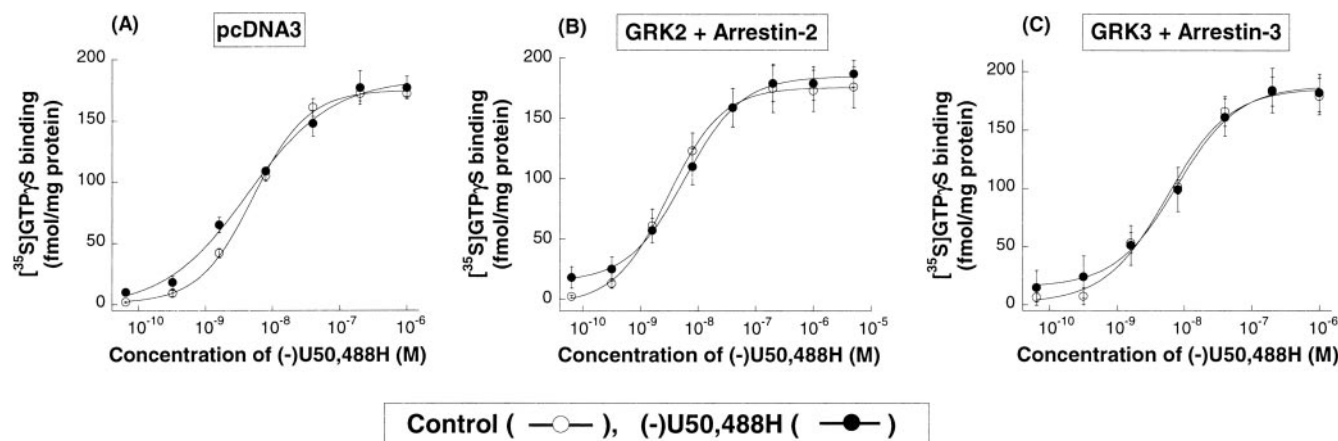 (A) pcDNA3
[³⁵S]GTPγS binding
(fmol/mg protein)
200
150
100
50
0
10⁻¹⁰ 10⁻⁹ 10⁻⁸ 10⁻⁷ 10⁻⁶
Concentration of (-)U50,488H (M)
(B) GRK2 + Arrestin-2
[³⁵S]GTPγS binding
(fmol/mg protein)
200
150
100
50
0
10⁻¹⁰ 10⁻⁹ 10⁻⁸ 10⁻⁷ 10⁻⁶ 10⁻⁵
Concentration of (-)U50,488H (M)
(C) GRK3 + Arrestin-3
[³⁵S]GTPγS binding
(fmol/mg protein)
200
150
100
50
0
10⁻¹⁰ 10⁻⁹ 10⁻⁸ 10⁻⁷ 10⁻⁶
Concentration of (-)U50,488H (M)
Control ( —○— ), (-)U50,488H ( —●— )